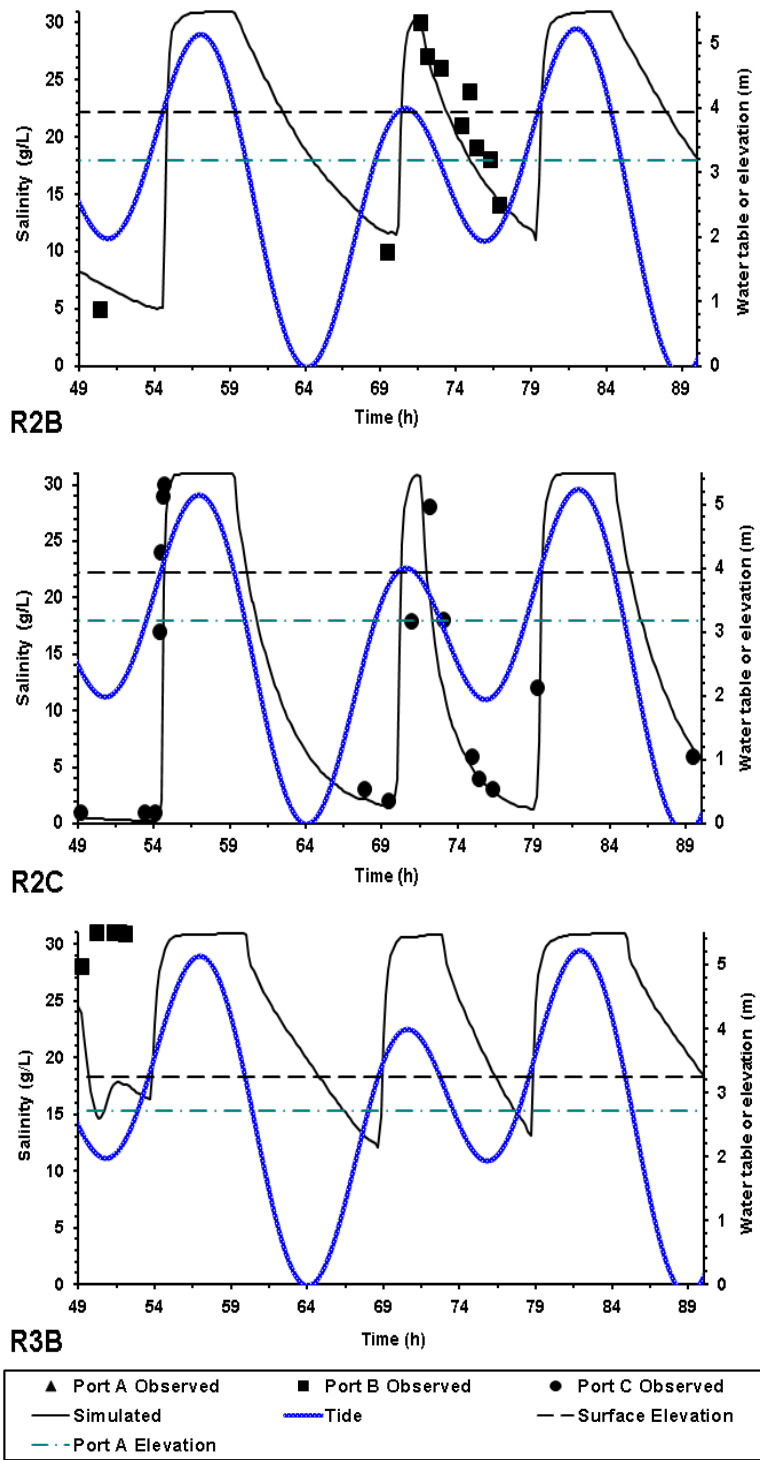 30
25
20
15
10
5
0
Salinity (g/L)
5
4
3
2
1
0
Water table or elevation (m)
49 54 59 64 69 74 79 84 89
Time (h)
R2B
30
25
20
15
10
5
0
Salinity (g/L)
5
4
3
2
1
0
Water table or elevation (m)
49 54 59 64 69 74 79 84 89
Time (h)
R2C
30
25
20
15
10
5
0
Salinity (g/L)
5
4
3
2
1
0
Water table or elevation (m)
49 54 59 64 69 74 79 84 89
Time (h)
R3B
Port A Observed Port B Observed Port C Observed
Simulated Tide Surface Elevation
Port A Elevation